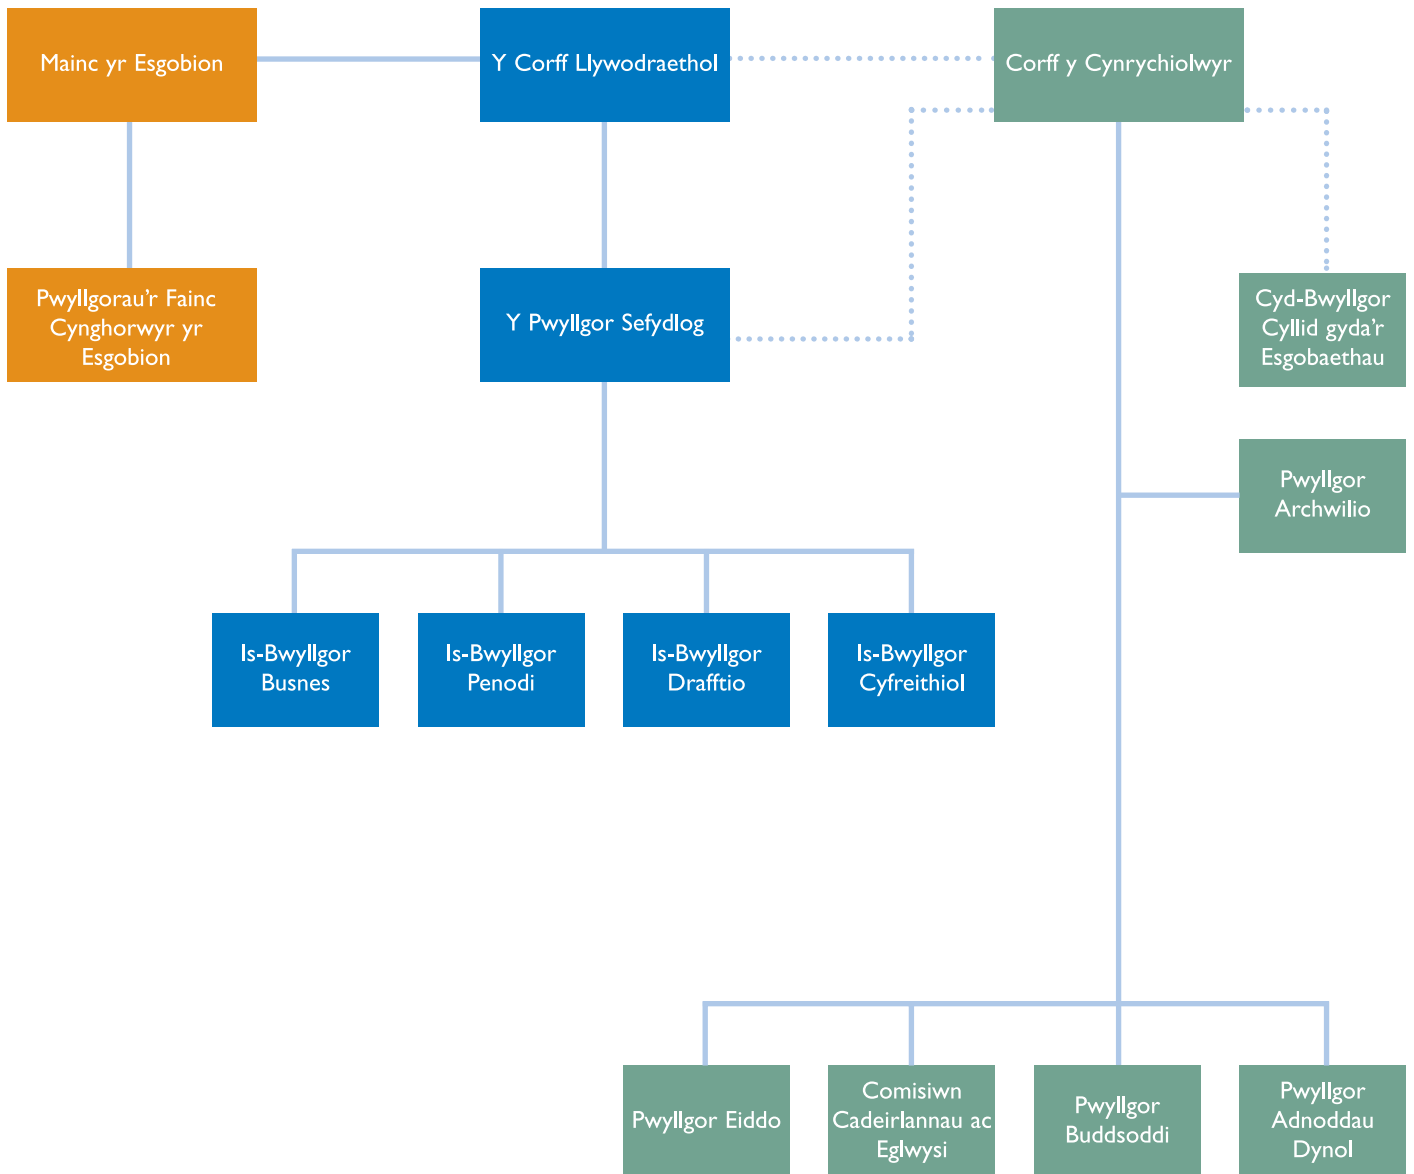 Mainc yr Esgobion
Y Corff Llywodraethol
Corff y Cynrychiolwyr
Pwyllgorau'r Fainc
Cynghorwyr yr
Esgobion
Y Pwyllgor Sefydlog
Cyd-Bwyllgor
Cyllid gyda’r
Esgobaethau
Pwyllgor
Archwilio
Is-Bwyllgor
Busnes
Is-Bwyllgor
Penodi
Is-Bwyllgor
Drafftio
Is-Bwyllgor
Cyfreithiol
Pwyllgor Eiddo
Comisiwn
Cadeirlannau ac
Eglwysi
Pwyllgor
Buddsoddi
Pwyllgor
Adnoddau
Dynol